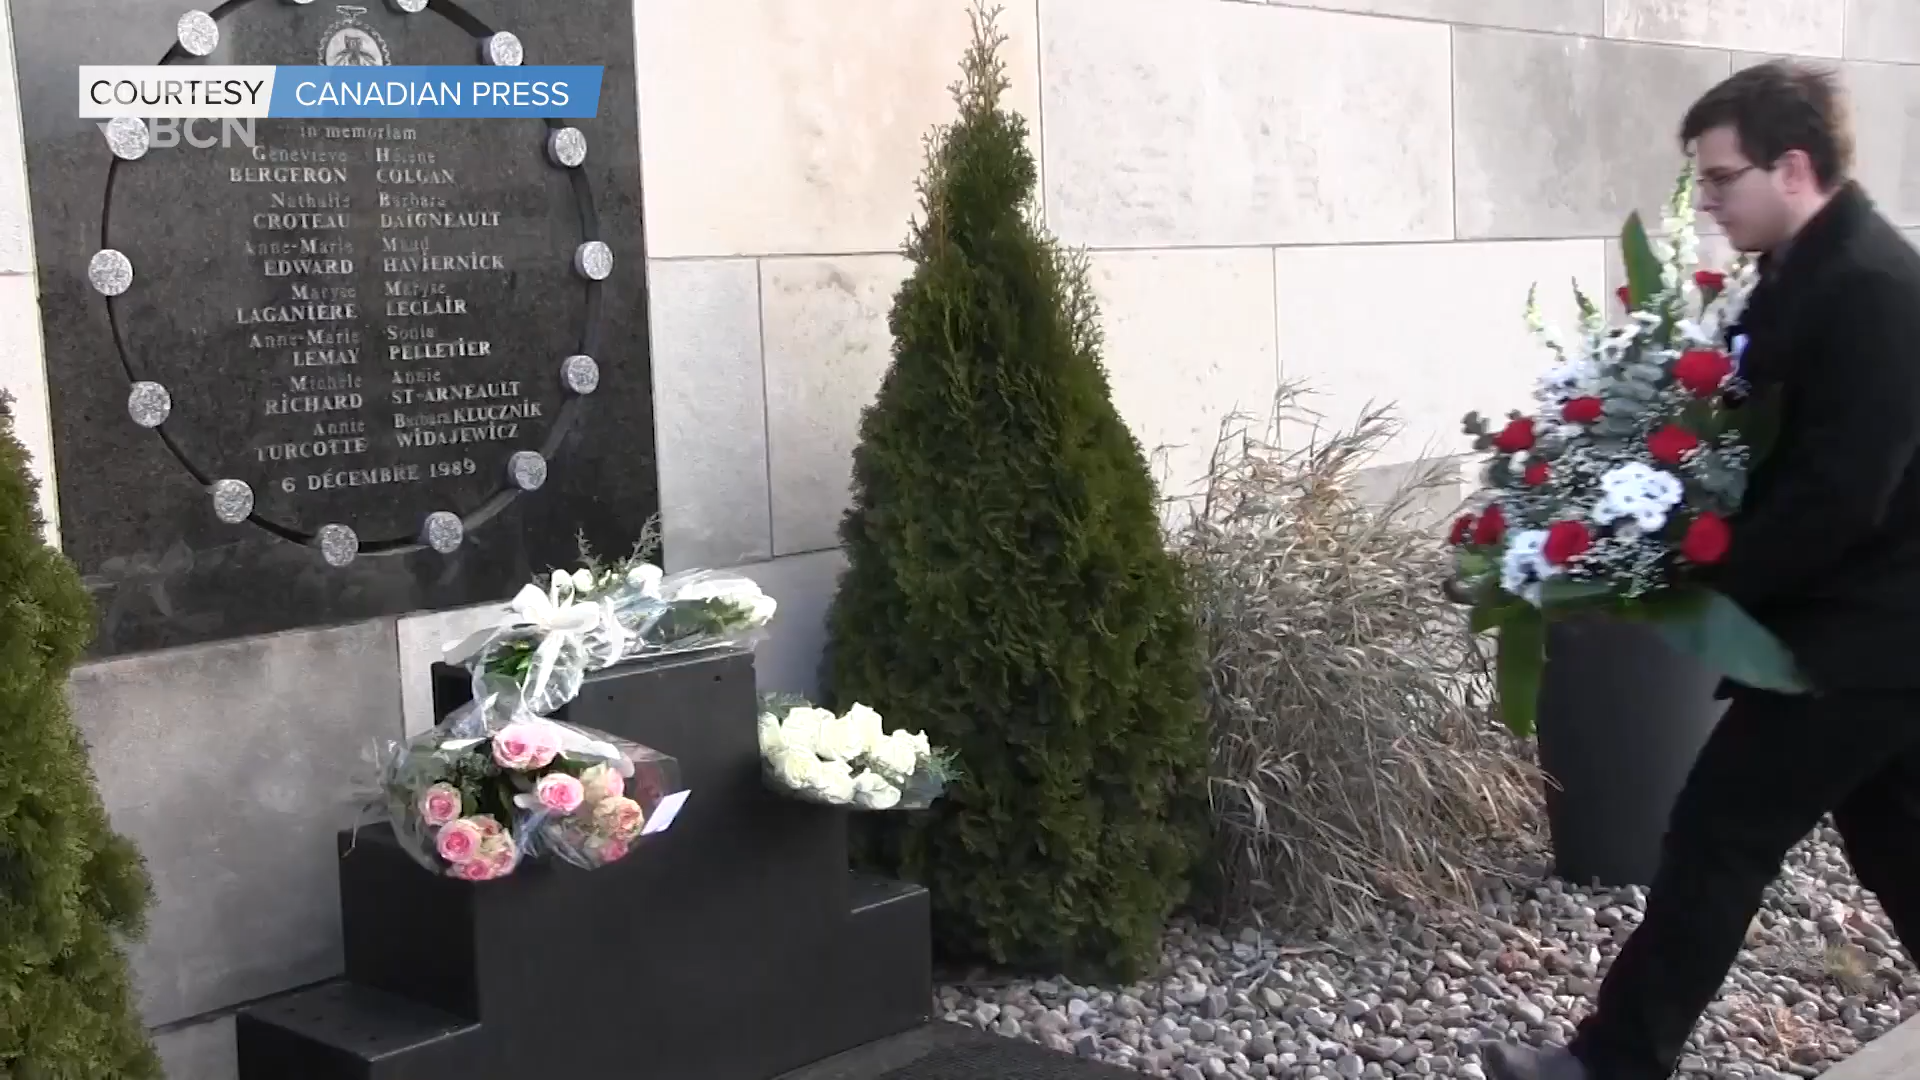 COURTESY CANADIAN PRESS
BCN
in memoriam
Geneviève Hélène
BERGERON COLGAN
Nathalie Barbara
CROTEAU DAIGNEAULT
Anne-Marie Maud
EDWARD HAVIERNICK
Maryse Maryse
LAGANIÈRE LECLAIR
Anne-Marie Sonia
LEMAY PELLETIER
Michèle Annie
RICHARD ST-ARNEAULT
Annie Barbara KLUCZNIK
TURCOTTE WIDAJEWICZ
6 DÉCEMBRE 1989